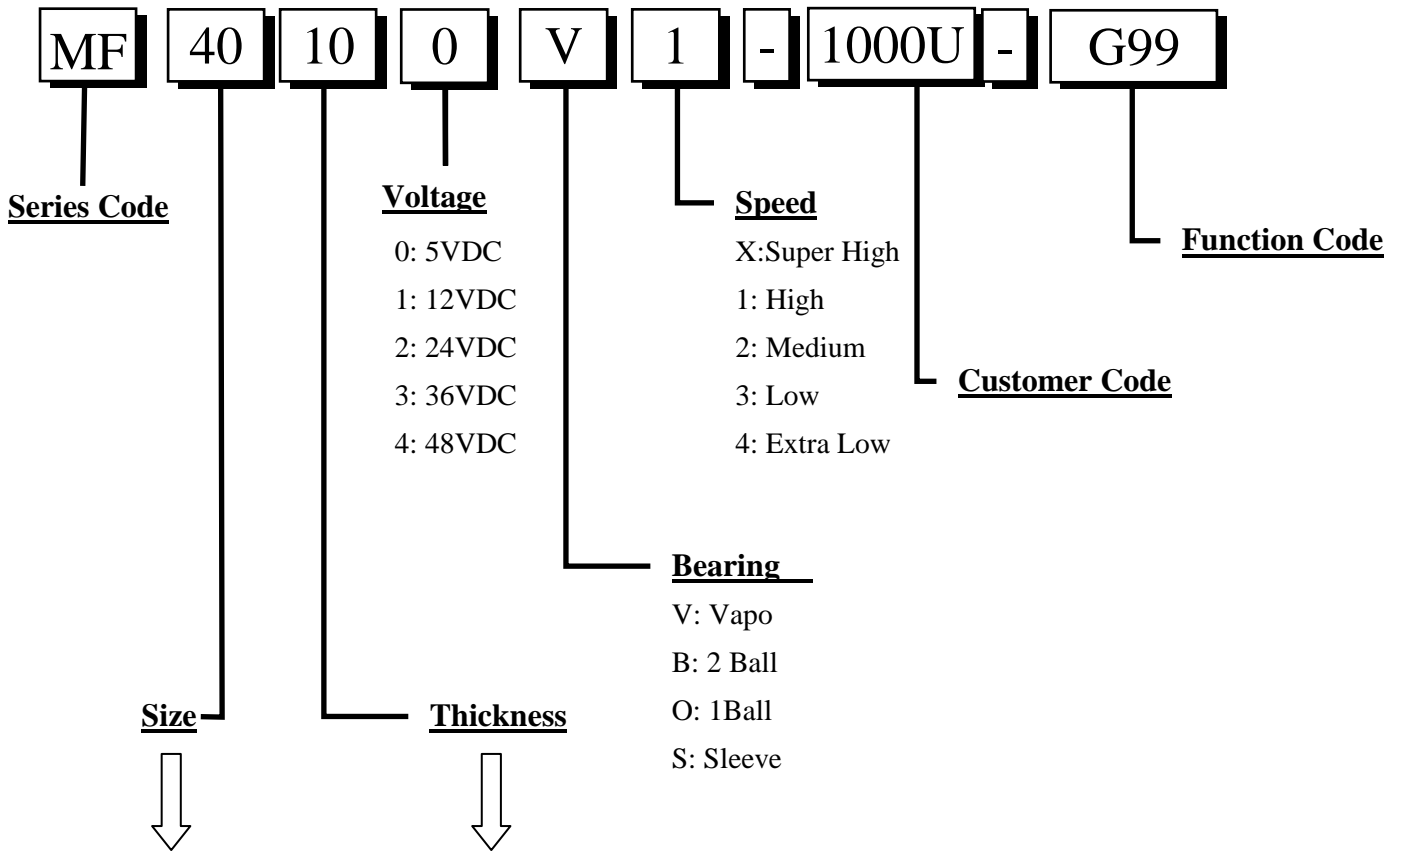 MF 40 10 0 V 1 - 1000U - G99
Series Code
Voltage
0: 5VDC
1: 12VDC
2: 24VDC
3: 36VDC
4: 48VDC
Speed
X:Super High
1: High
2: Medium
3: Low
4: Extra Low
Function Code
Customer Code
Bearing
V: Vapo
B: 2 Ball
O: 1Ball
S: Sleeve
Size
Thickness